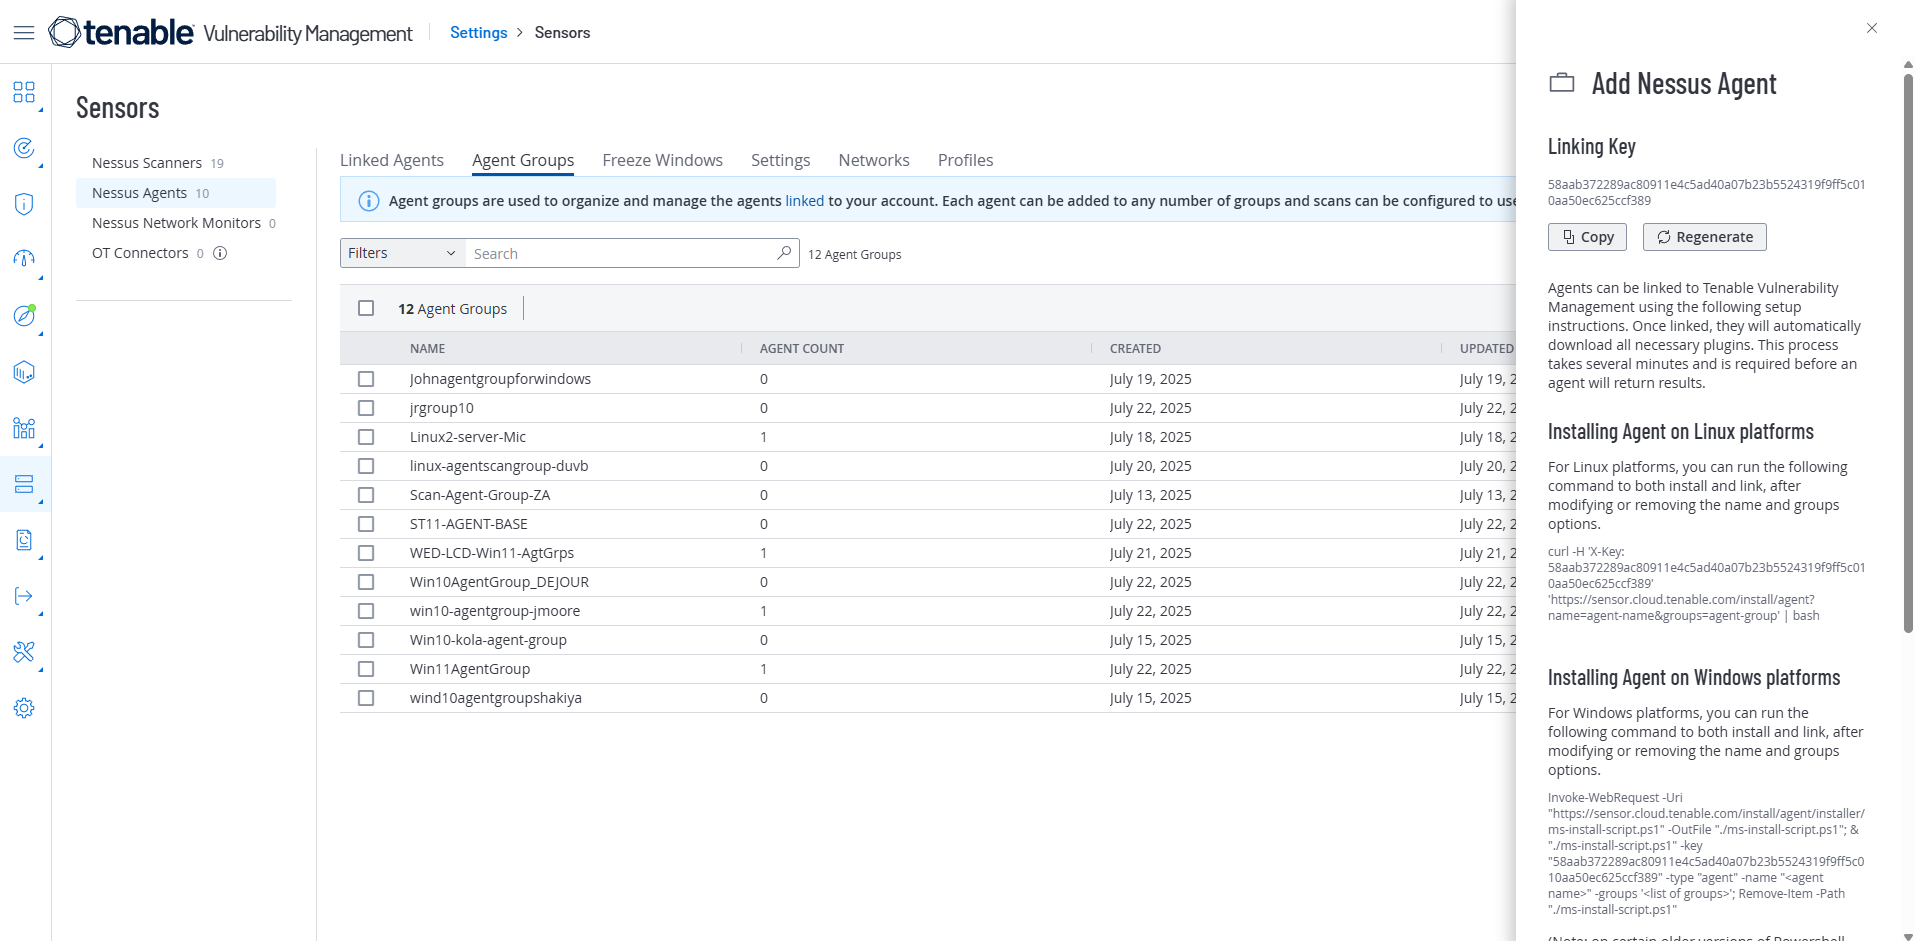 tenable Vulnerability Management Settings > Sensors
Sensors
Nessus Scanners 19
Nessus Agents 10
Nessus Network Monitors 0
OT Connectors 0
Linked Agents Agent Groups Freeze Windows Settings Networks Profiles
Agent groups are used to organize and manage the agents linked to your account. Each agent can be added to any number of groups and scans can be configured to use
Filters Search 12 Agent Groups
12 Agent Groups
NAME AGENT COUNT CREATED UPDATED
Johnagentgroupforwindows 0 July 19, 2025 July 19, 2
jrgroup10 0 July 22, 2025 July 22, 2
Linux2-server-Mic 1 July 18, 2025 July 18, 2
linux-agentscangroup-duvb 0 July 20, 2025 July 20, 2
Scan-Agent-Group-ZA 0 July 13, 2025 July 13, 2
ST11-AGENT-BASE 0 July 22, 2025 July 22, 2
WED-LCD-Win11-AgtGrps 1 July 21, 2025 July 21, 2
Win10AgentGroup_DEJOUR 0 July 22, 2025 July 22, 2
win10-agentgroup-jmoore 1 July 22, 2025 July 22, 2
Win10-kola-agent-group 0 July 15, 2025 July 15, 2
Win11AgentGroup 1 July 22, 2025 July 22, 2
wind10agentgroupshakiya 0 July 15, 2025 July 15, 2
Add Nessus Agent
Linking Key
58aab372289ac80911e4c5ad40a07b23b5524319f9ff5c01
0aa50ec625ccf389
Copy Regenerate
Agents can be linked to Tenable Vulnerability
Management using the following setup
instructions. Once linked, they will automatically
download all necessary plugins. This process
takes several minutes and is required before an
agent will return results.
Installing Agent on Linux platforms
For Linux platforms, you can run the following
command to both install and link, after
modifying or removing the name and groups
options.
curl -H 'X-Key:
58aab372289ac80911e4c5ad40a07b23b5524319f9ff5c01
0aa50ec625ccf389'
'https://sensor.cloud.tenable.com/install/agent?
name=agent-name&groups=agent-group' | bash
Installing Agent on Windows platforms
For Windows platforms, you can run the
following command to both install and link, after
modifying or removing the name and groups
options.
Invoke-WebRequest -Uri
"https://sensor.cloud.tenable.com/install/agent/installer/
ms-install-script.ps1" -OutFile "./ms-install-script.ps1"; &
"./ms-install-script.ps1" -key
"58aab372289ac80911e4c5ad40a07b23b5524319f9ff5c0
10aa50ec625ccf389" -type "agent" -name "<agent
name>" -groups '<list of groups>'; Remove-Item -Path
"./ms-install-script.ps1"
(Note: on certain older versions of Powershell